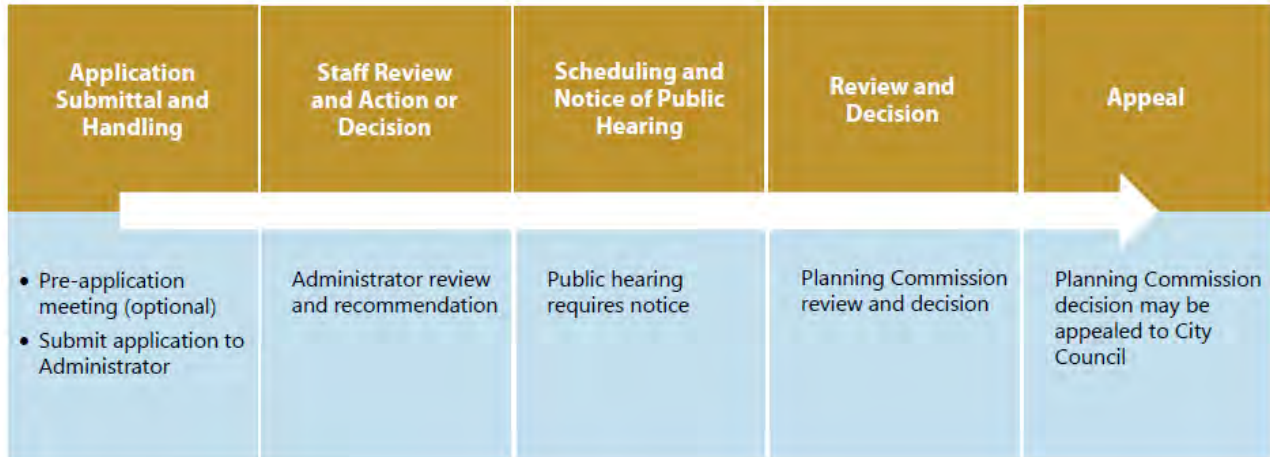 Application
Submittal and
Handling
Staff Review
and Action or
Decision
Scheduling and
Notice of Public
Hearing
Review and
Decision
Appeal
• Pre-application
meeting (optional)
• Submit application to
Administrator
Administrator review
and recommendation
Public hearing
requires notice
Planning Commission
review and decision
Planning Commission
decision may be
appealed to City
Council